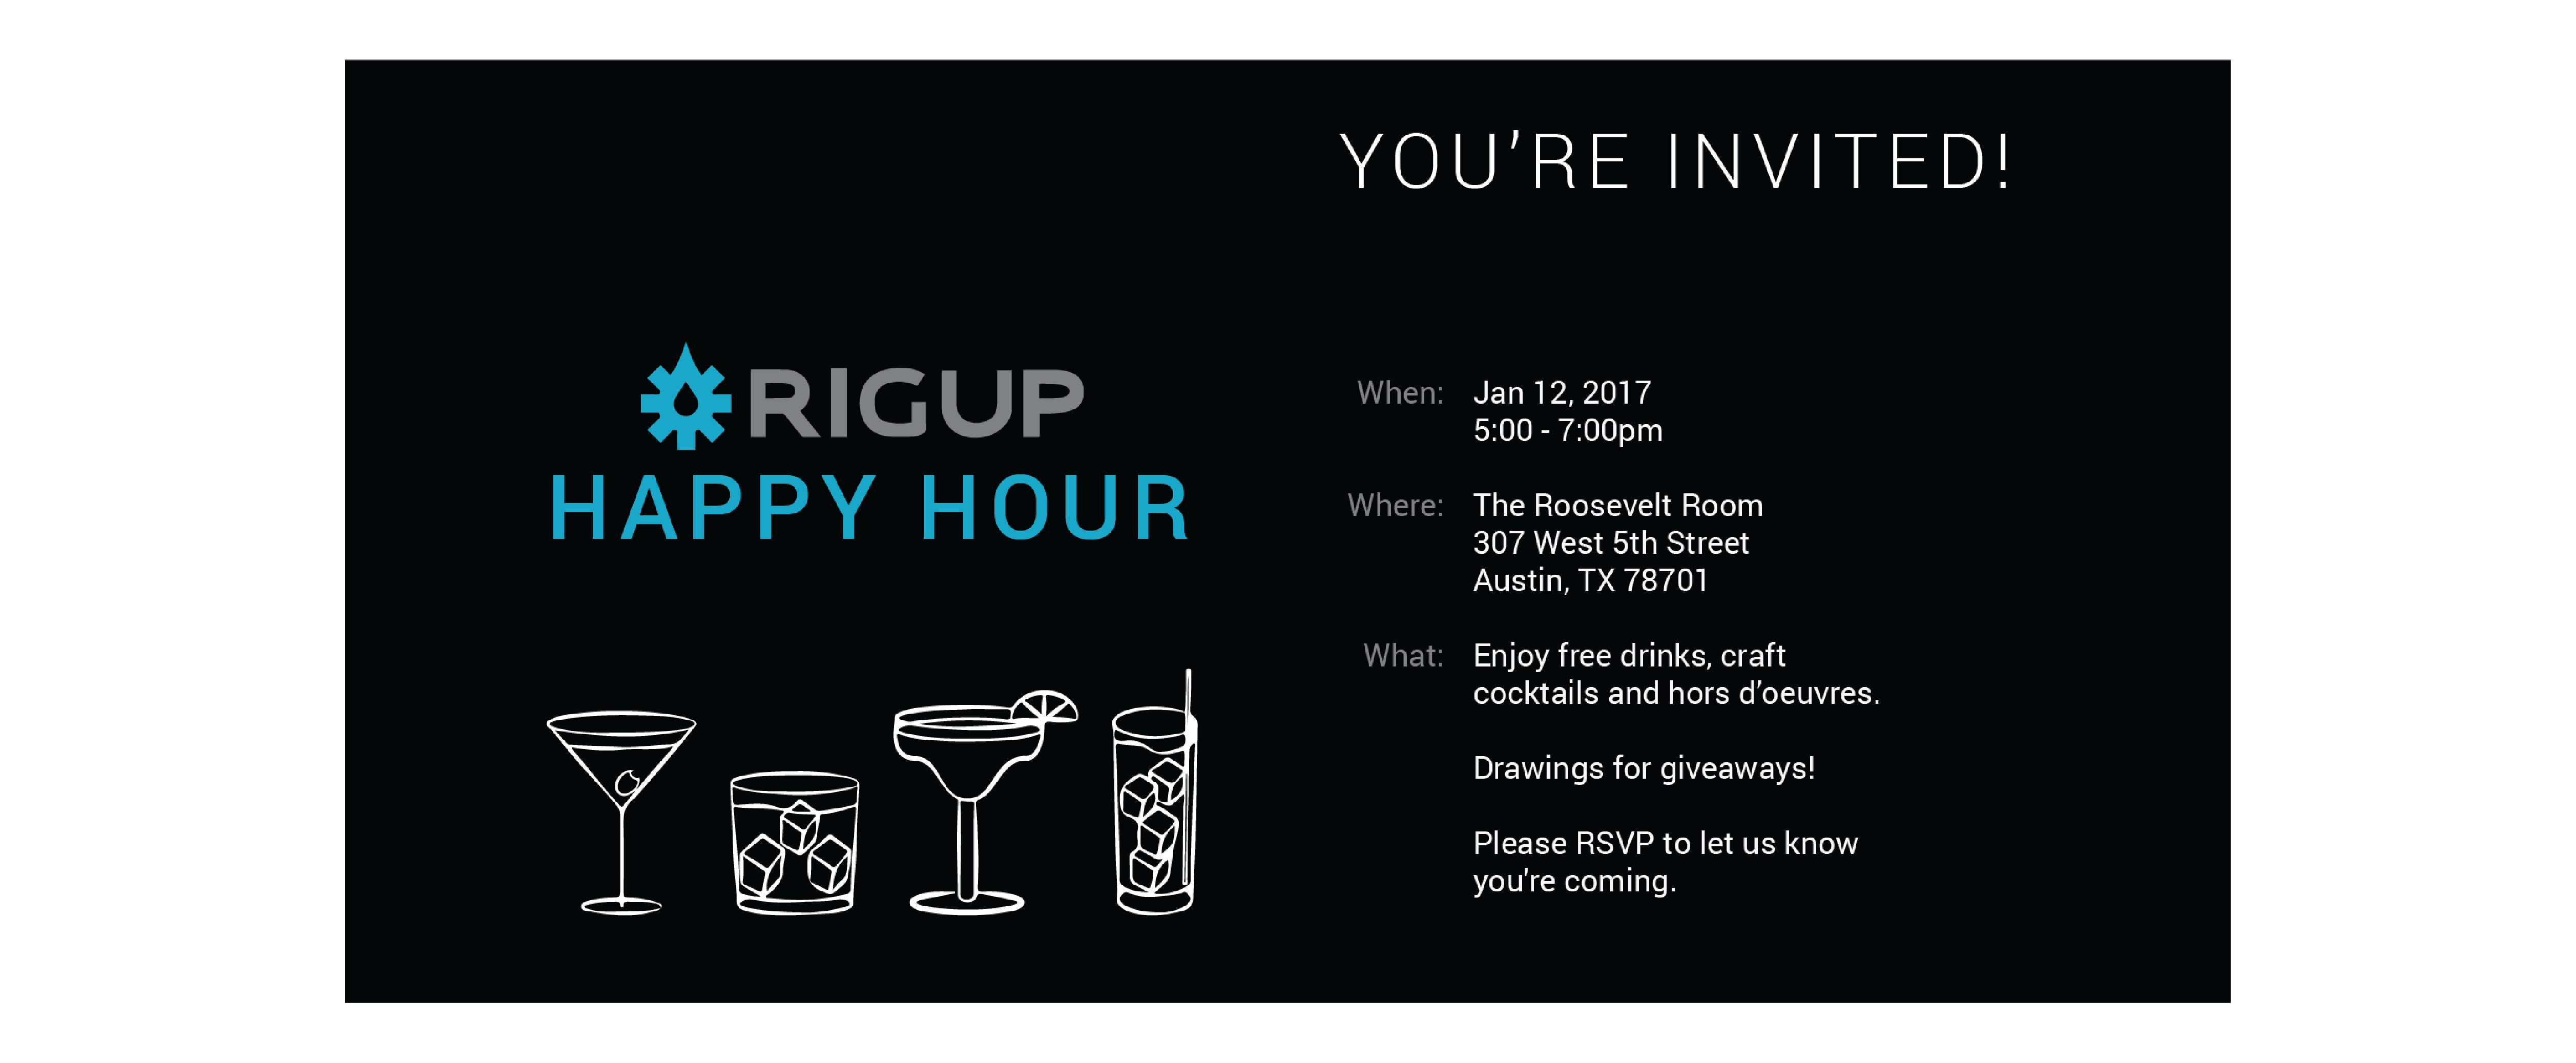 YOU'RE INVITED!
RIGUP
HAPPY HOUR
When: Jan 12, 2017
5:00 - 7:00pm
Where: The Roosevelt Room
307 West 5th Street
Austin, TX 78701
What: Enjoy free drinks, craft
cocktails and hors d'oeuvres.
Drawings for giveaways!
Please RSVP to let us know
you're coming.